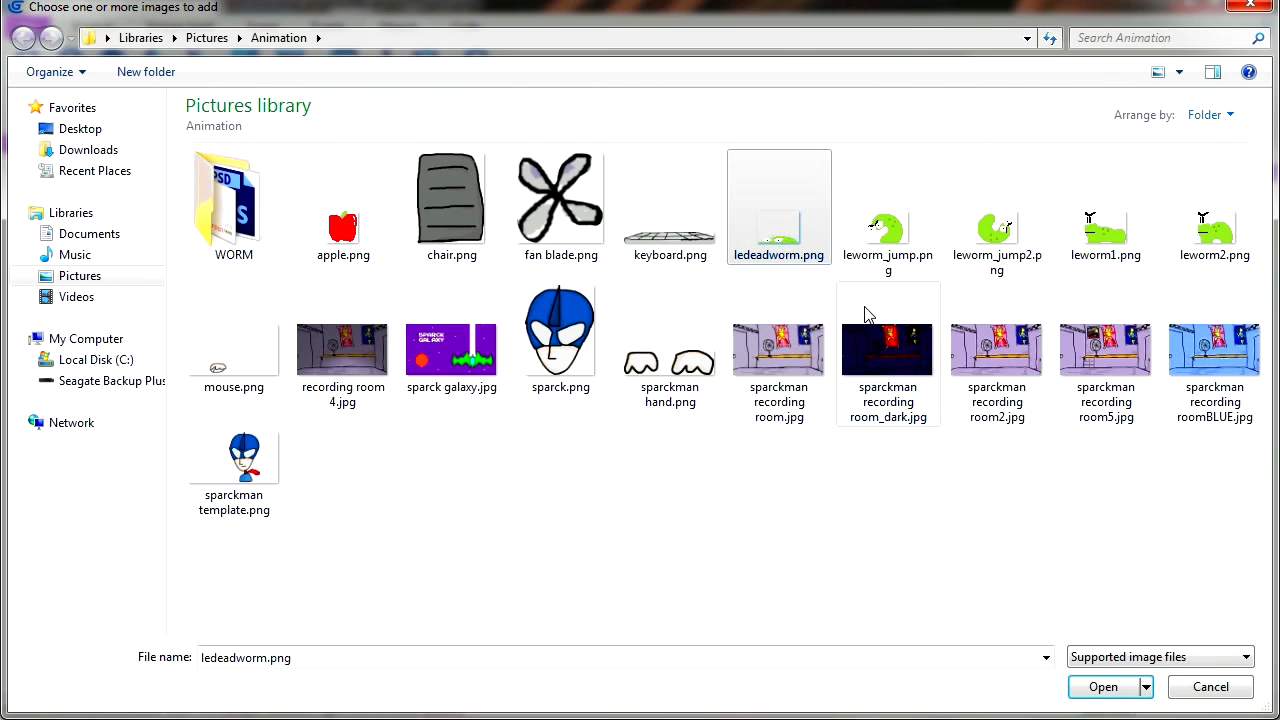 Choose one or more images to add
Libraries Pictures Animation
Search Animation
Organize New folder
Pictures library
Animation
Arrange by: Folder
Favorites
Desktop
Downloads
Recent Places
Libraries
Documents
Music
Pictures
Videos
My Computer
Local Disk (C:)
Seagate Backup Plus
Network
PSD
WORM
apple.png
chair.png
fan blade.png
keyboard.png
ledeadworm.png
leworm_jump.pn
g
leworm_jump2.p
ng
leworm1.png
leworm2.png
SPARCK
GALAXY
mouse.png
recording room
4.jpg
sparck galaxy.jpg
sparck.png
sparckman
hand.png
sparckman
recording
room.jpg
sparckman
recording
room_dark.jpg
sparckman
recording
room2.jpg
sparckman
recording
room5.jpg
sparckman
recording
roomBLUE.jpg
sparckman
template.png
File name: ledeadworm.png
Supported image files
Open Cancel